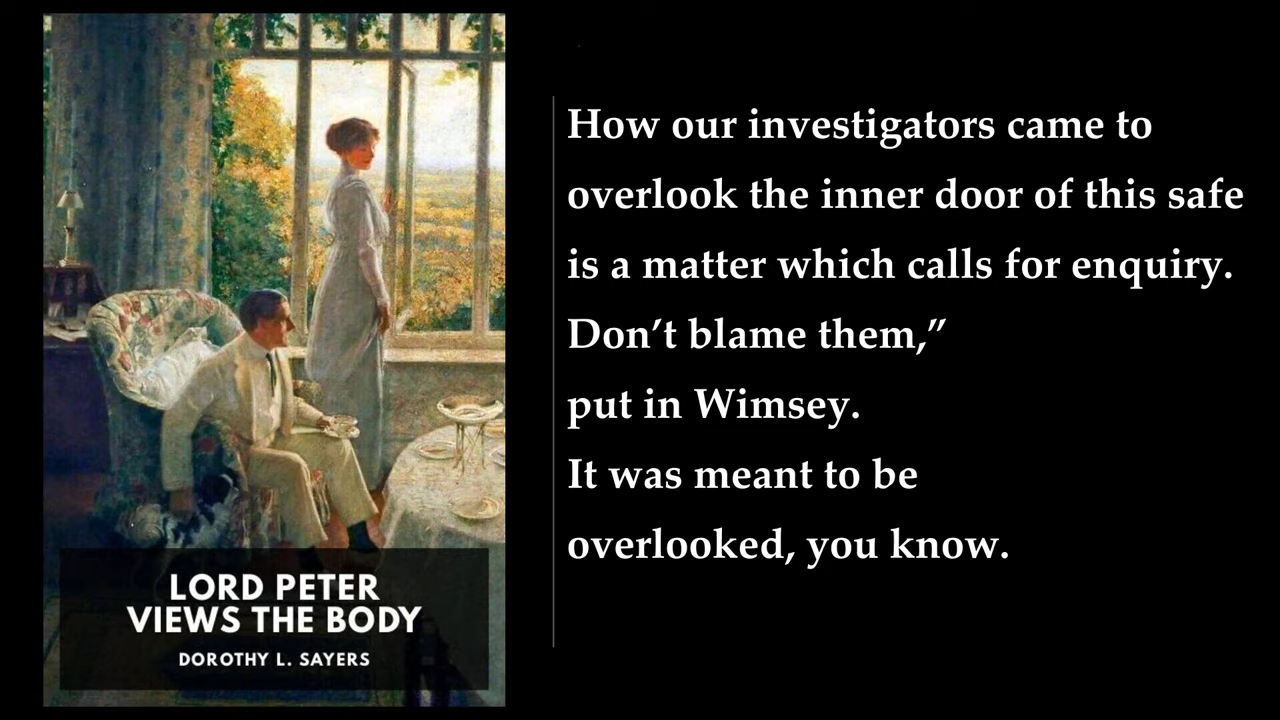 How our investigators came to
overlook the inner door of this safe
is a matter which calls for enquiry.
Don’t blame them,”
put in Wimsey.
It was meant to be
overlooked, you know.
LORD PETER
VIEWS THE BODY
DOROTHY L. SAYERS